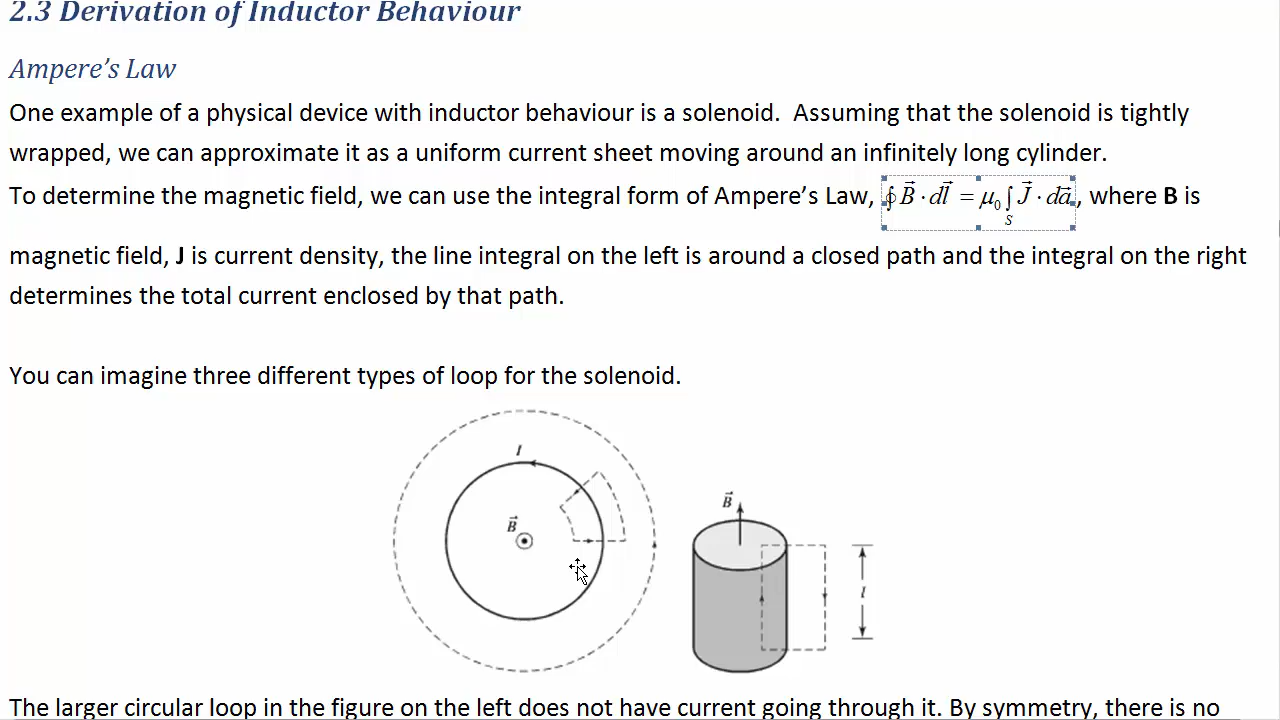 2.3 Derivation of Inductor Behaviour
Ampere’s Law
One example of a physical device with inductor behaviour is a solenoid.  Assuming that the solenoid is tightly
wrapped, we can approximate it as a uniform current sheet moving around an infinitely long cylinder.
To determine the magnetic field, we can use the integral form of Ampere’s Law, ∮B⃗ · dl⃗ = μ₀∫J⃗ · da⃗, where B is
S
magnetic field, J is current density, the line integral on the left is around a closed path and the integral on the right
determines the total current enclosed by that path.
You can imagine three different types of loop for the solenoid.
I
B⃗
B⃗
l
The larger circular loop in the figure on the left does not have current going through it. By symmetry, there is no